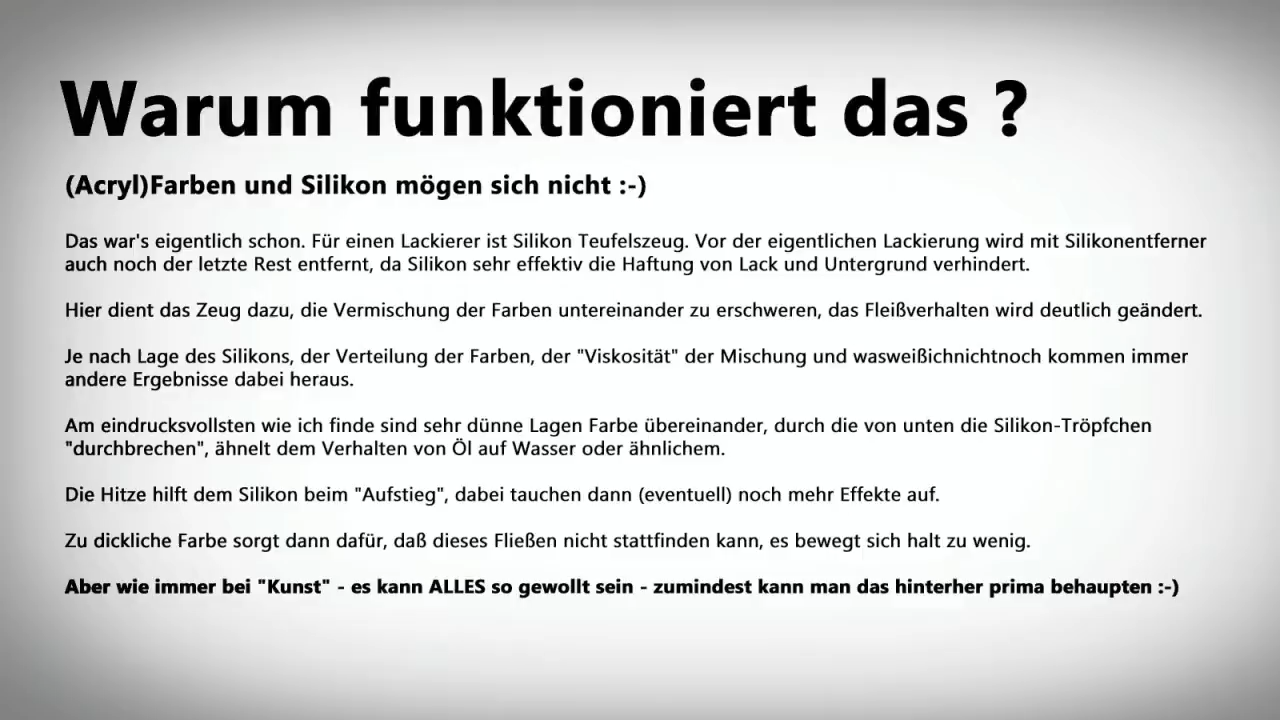 Warum funktioniert das ?
(Acryl)Farben und Silikon mögen sich nicht :-)
Das war's eigentlich schon. Für einen Lackierer ist Silikon Teufelszeug. Vor der eigentlichen Lackierung wird mit Silikonentferner
auch noch der letzte Rest entfernt, da Silikon sehr effektiv die Haftung von Lack und Untergrund verhindert.
Hier dient das Zeug dazu, die Vermischung der Farben untereinander zu erschweren, das Fleißverhalten wird deutlich geändert.
Je nach Lage des Silikons, der Verteilung der Farben, der "Viskosität" der Mischung und wasweißichnichtnoch kommen immer
andere Ergebnisse dabei heraus.
Am eindrucksvollsten wie ich finde sind sehr dünne Lagen Farbe übereinander, durch die von unten die Silikon-Tröpfchen
"durchbrechen", ähnelt dem Verhalten von Öl auf Wasser oder ähnlichem.
Die Hitze hilft dem Silikon beim "Aufstieg", dabei tauchen dann (eventuell) noch mehr Effekte auf.
Zu dickliche Farbe sorgt dann dafür, daß dieses Fließen nicht stattfinden kann, es bewegt sich halt zu wenig.
Aber wie immer bei "Kunst" - es kann ALLES so gewollt sein - zumindest kann man das hinterher prima behaupten :-)